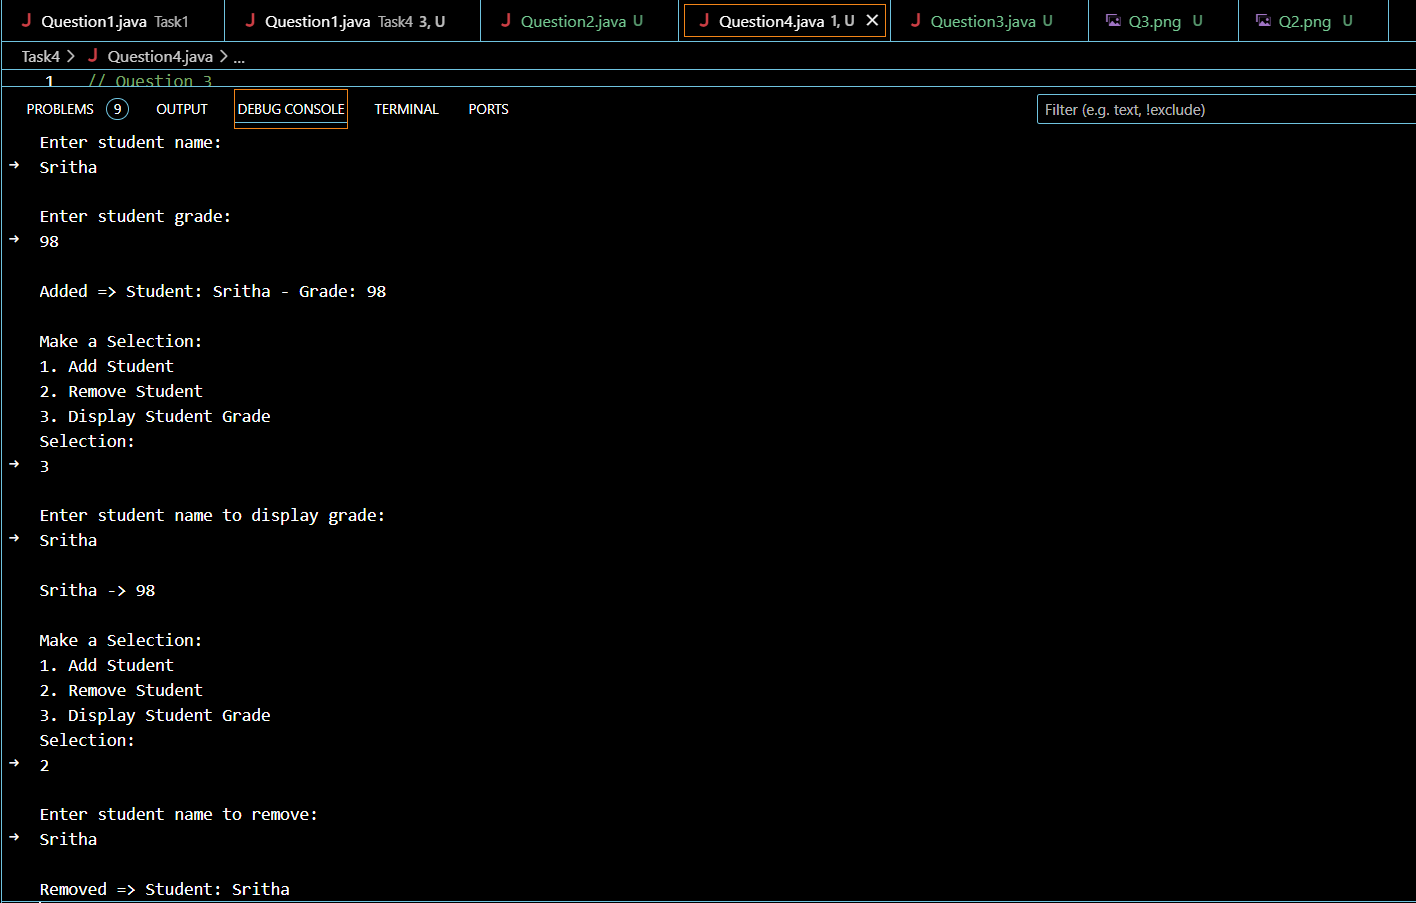 Question1.java Task1
Question1.java Task4 3, U
Question2.java U
Question4.java 1, U
Question3.java U
Q3.png U
Q2.png U
Task4 > Question4.java > ...
1 // Question 3
PROBLEMS 9 OUTPUT DEBUG CONSOLE TERMINAL PORTS
Filter (e.g. text, !exclude)
Enter student name:
Sritha
Enter student grade:
98
Added => Student: Sritha - Grade: 98
Make a Selection:
1. Add Student
2. Remove Student
3. Display Student Grade
Selection:
3
Enter student name to display grade:
Sritha
Sritha -> 98
Make a Selection:
1. Add Student
2. Remove Student
3. Display Student Grade
Selection:
2
Enter student name to remove:
Sritha
Removed => Student: Sritha